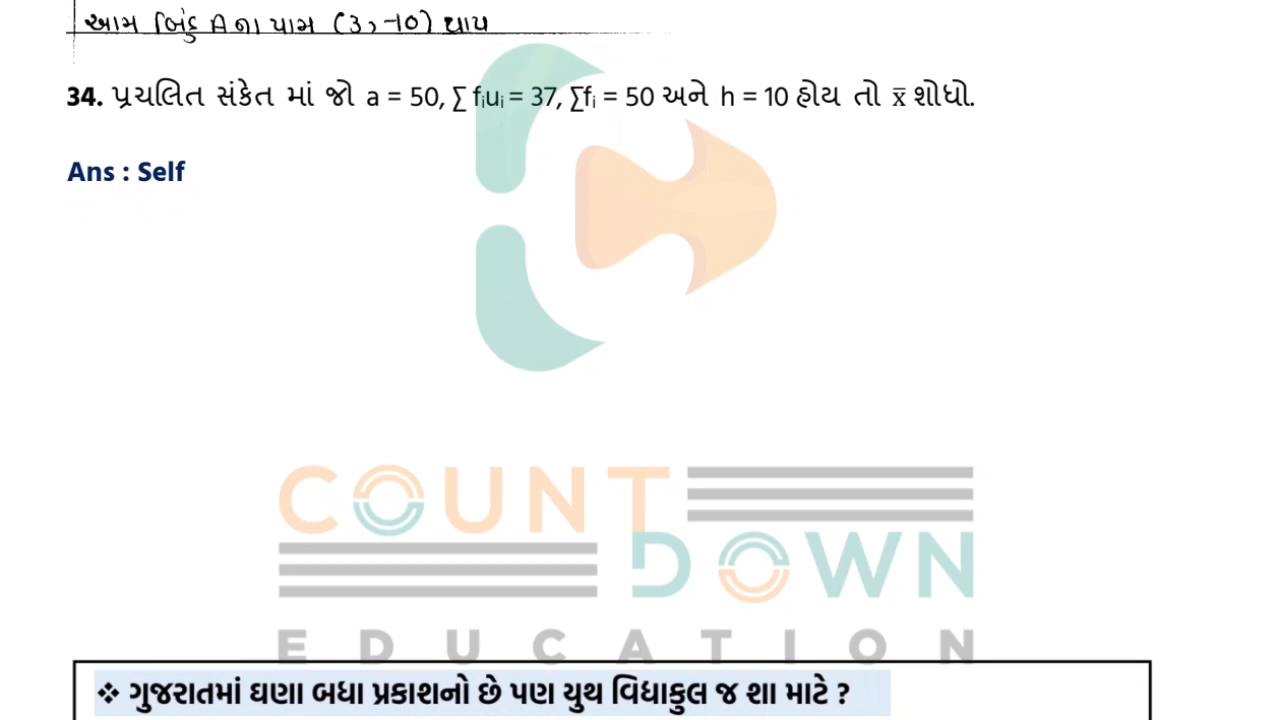 આમ બિંદુ A ના યામ (3, -10) થાય
34. પ્રચલિત સંકેત માં જો a = 50, ∑ fᵢuᵢ = 37, ∑fᵢ = 50 અને h = 10 હોય તો x̅ શોધો.
Ans : Self
COUNT
DOWN
EDUCATION
❖ ગુજરાતમાં ઘણા બધા પ્રકાશનો છે પણ યુથ વિદ્યાકુલ જ શા માટે ?